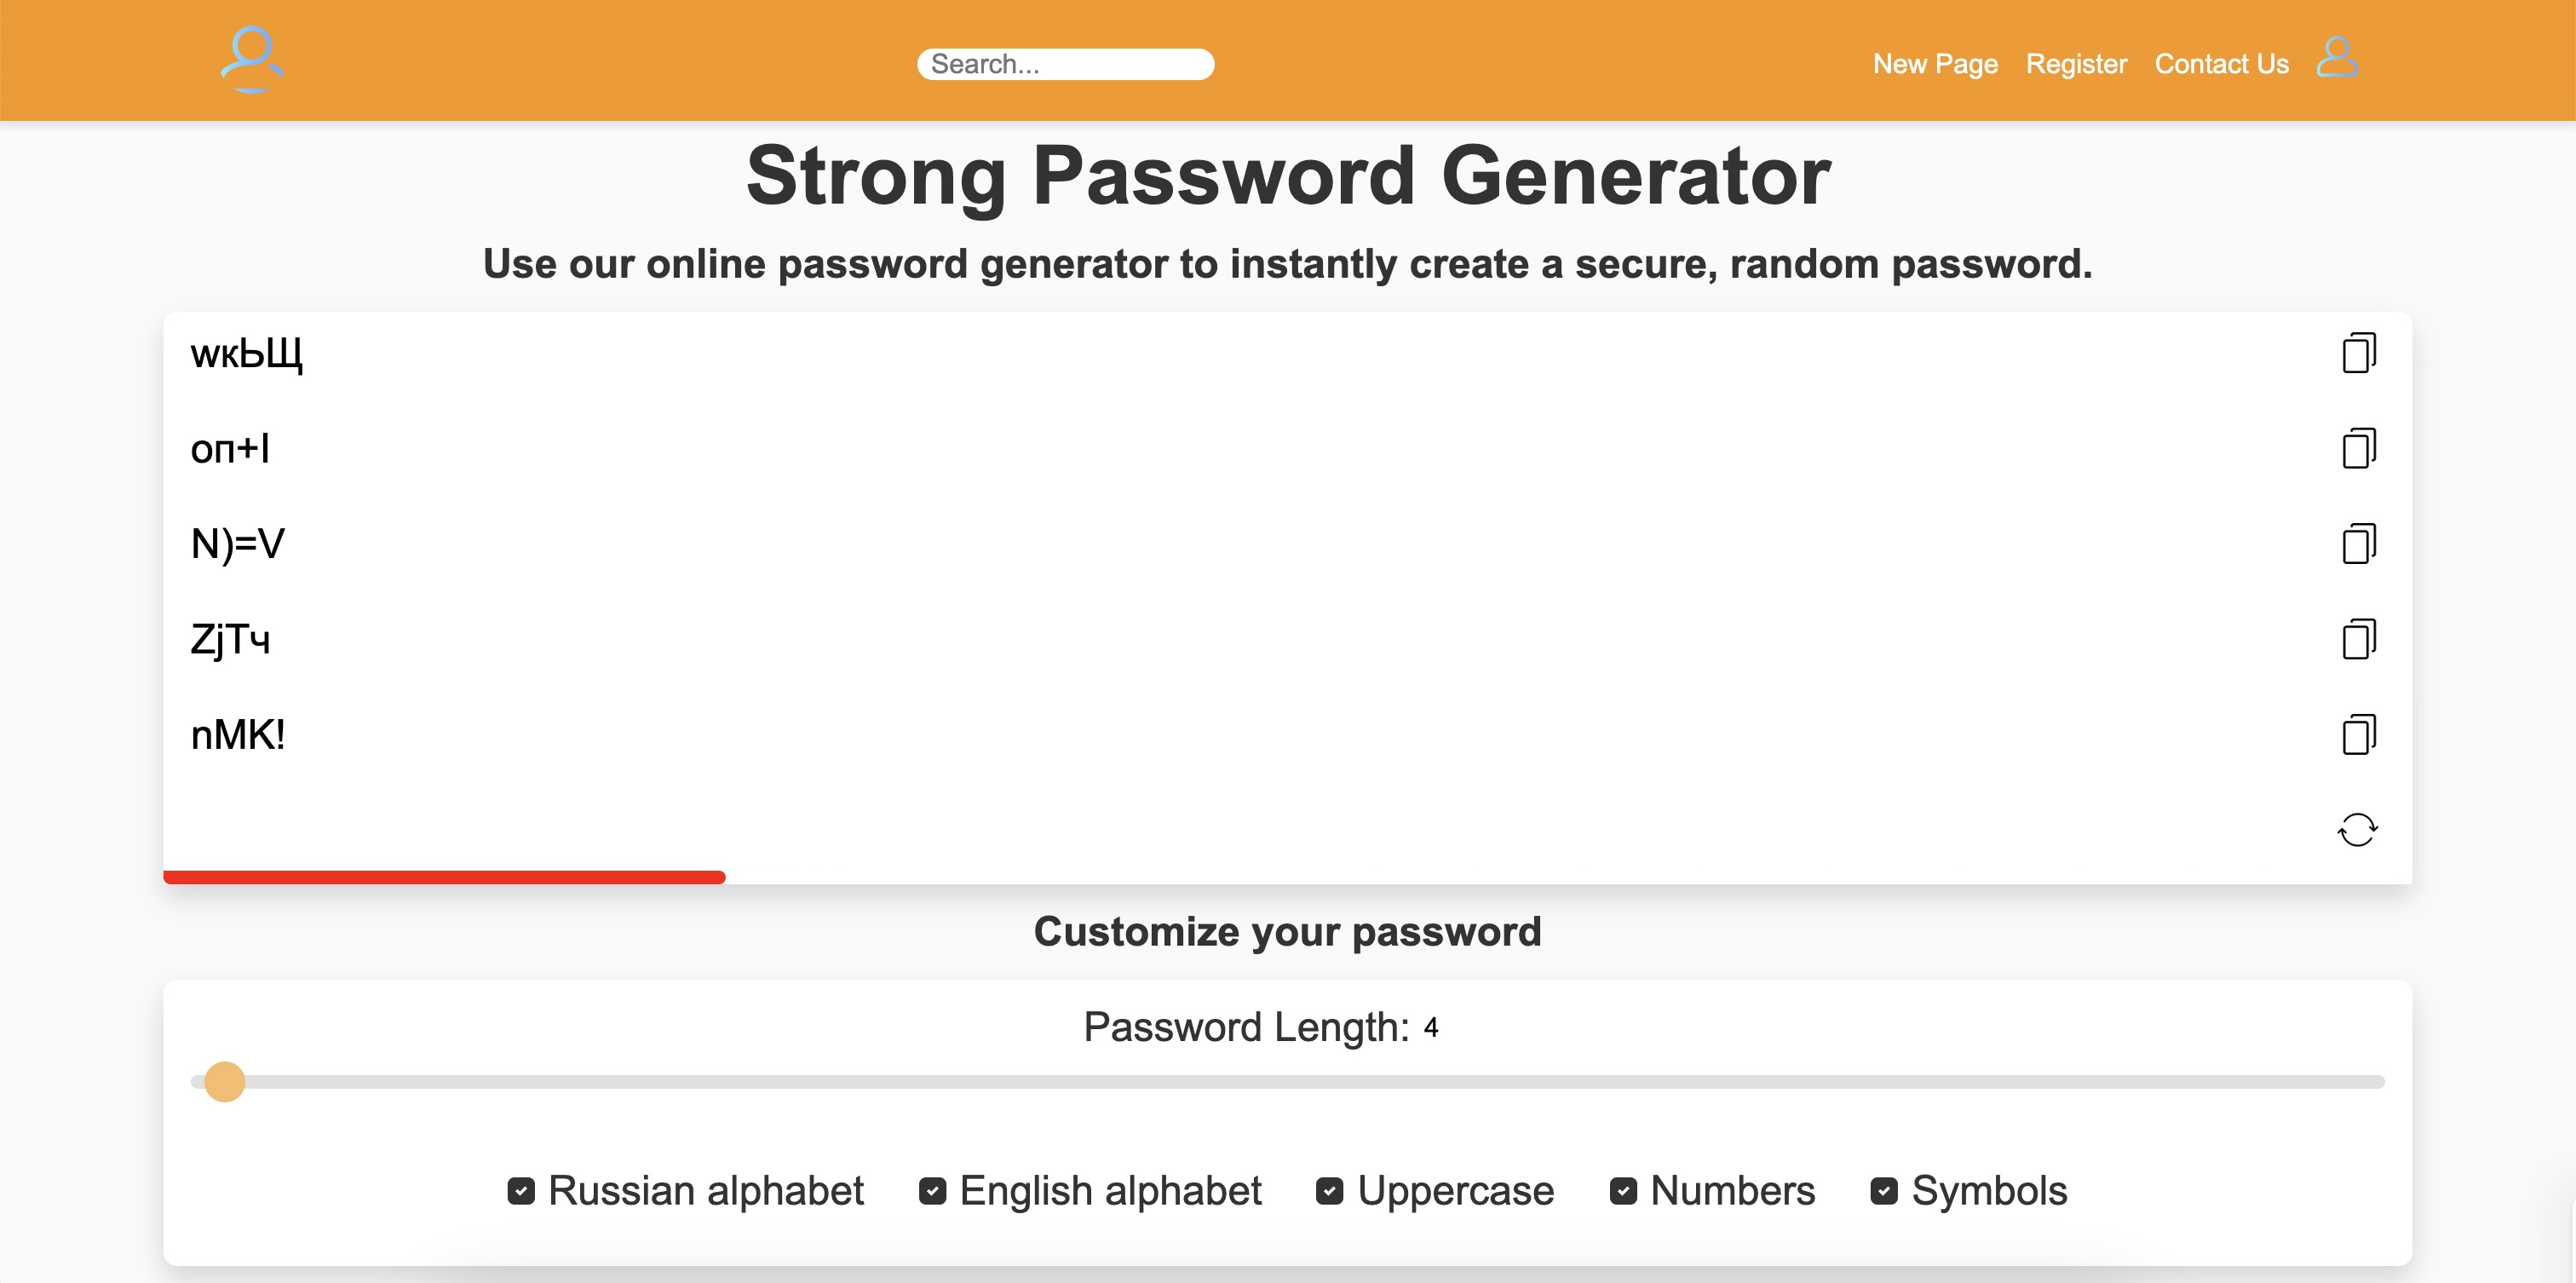 Search...
New Page Register Contact Us
Strong Password Generator
Use our online password generator to instantly create a secure, random password.
wкЬЩ
оп+I
N)=V
ZjTч
nMK!
Customize your password
Password Length: 4
Russian alphabet English alphabet Uppercase Numbers Symbols